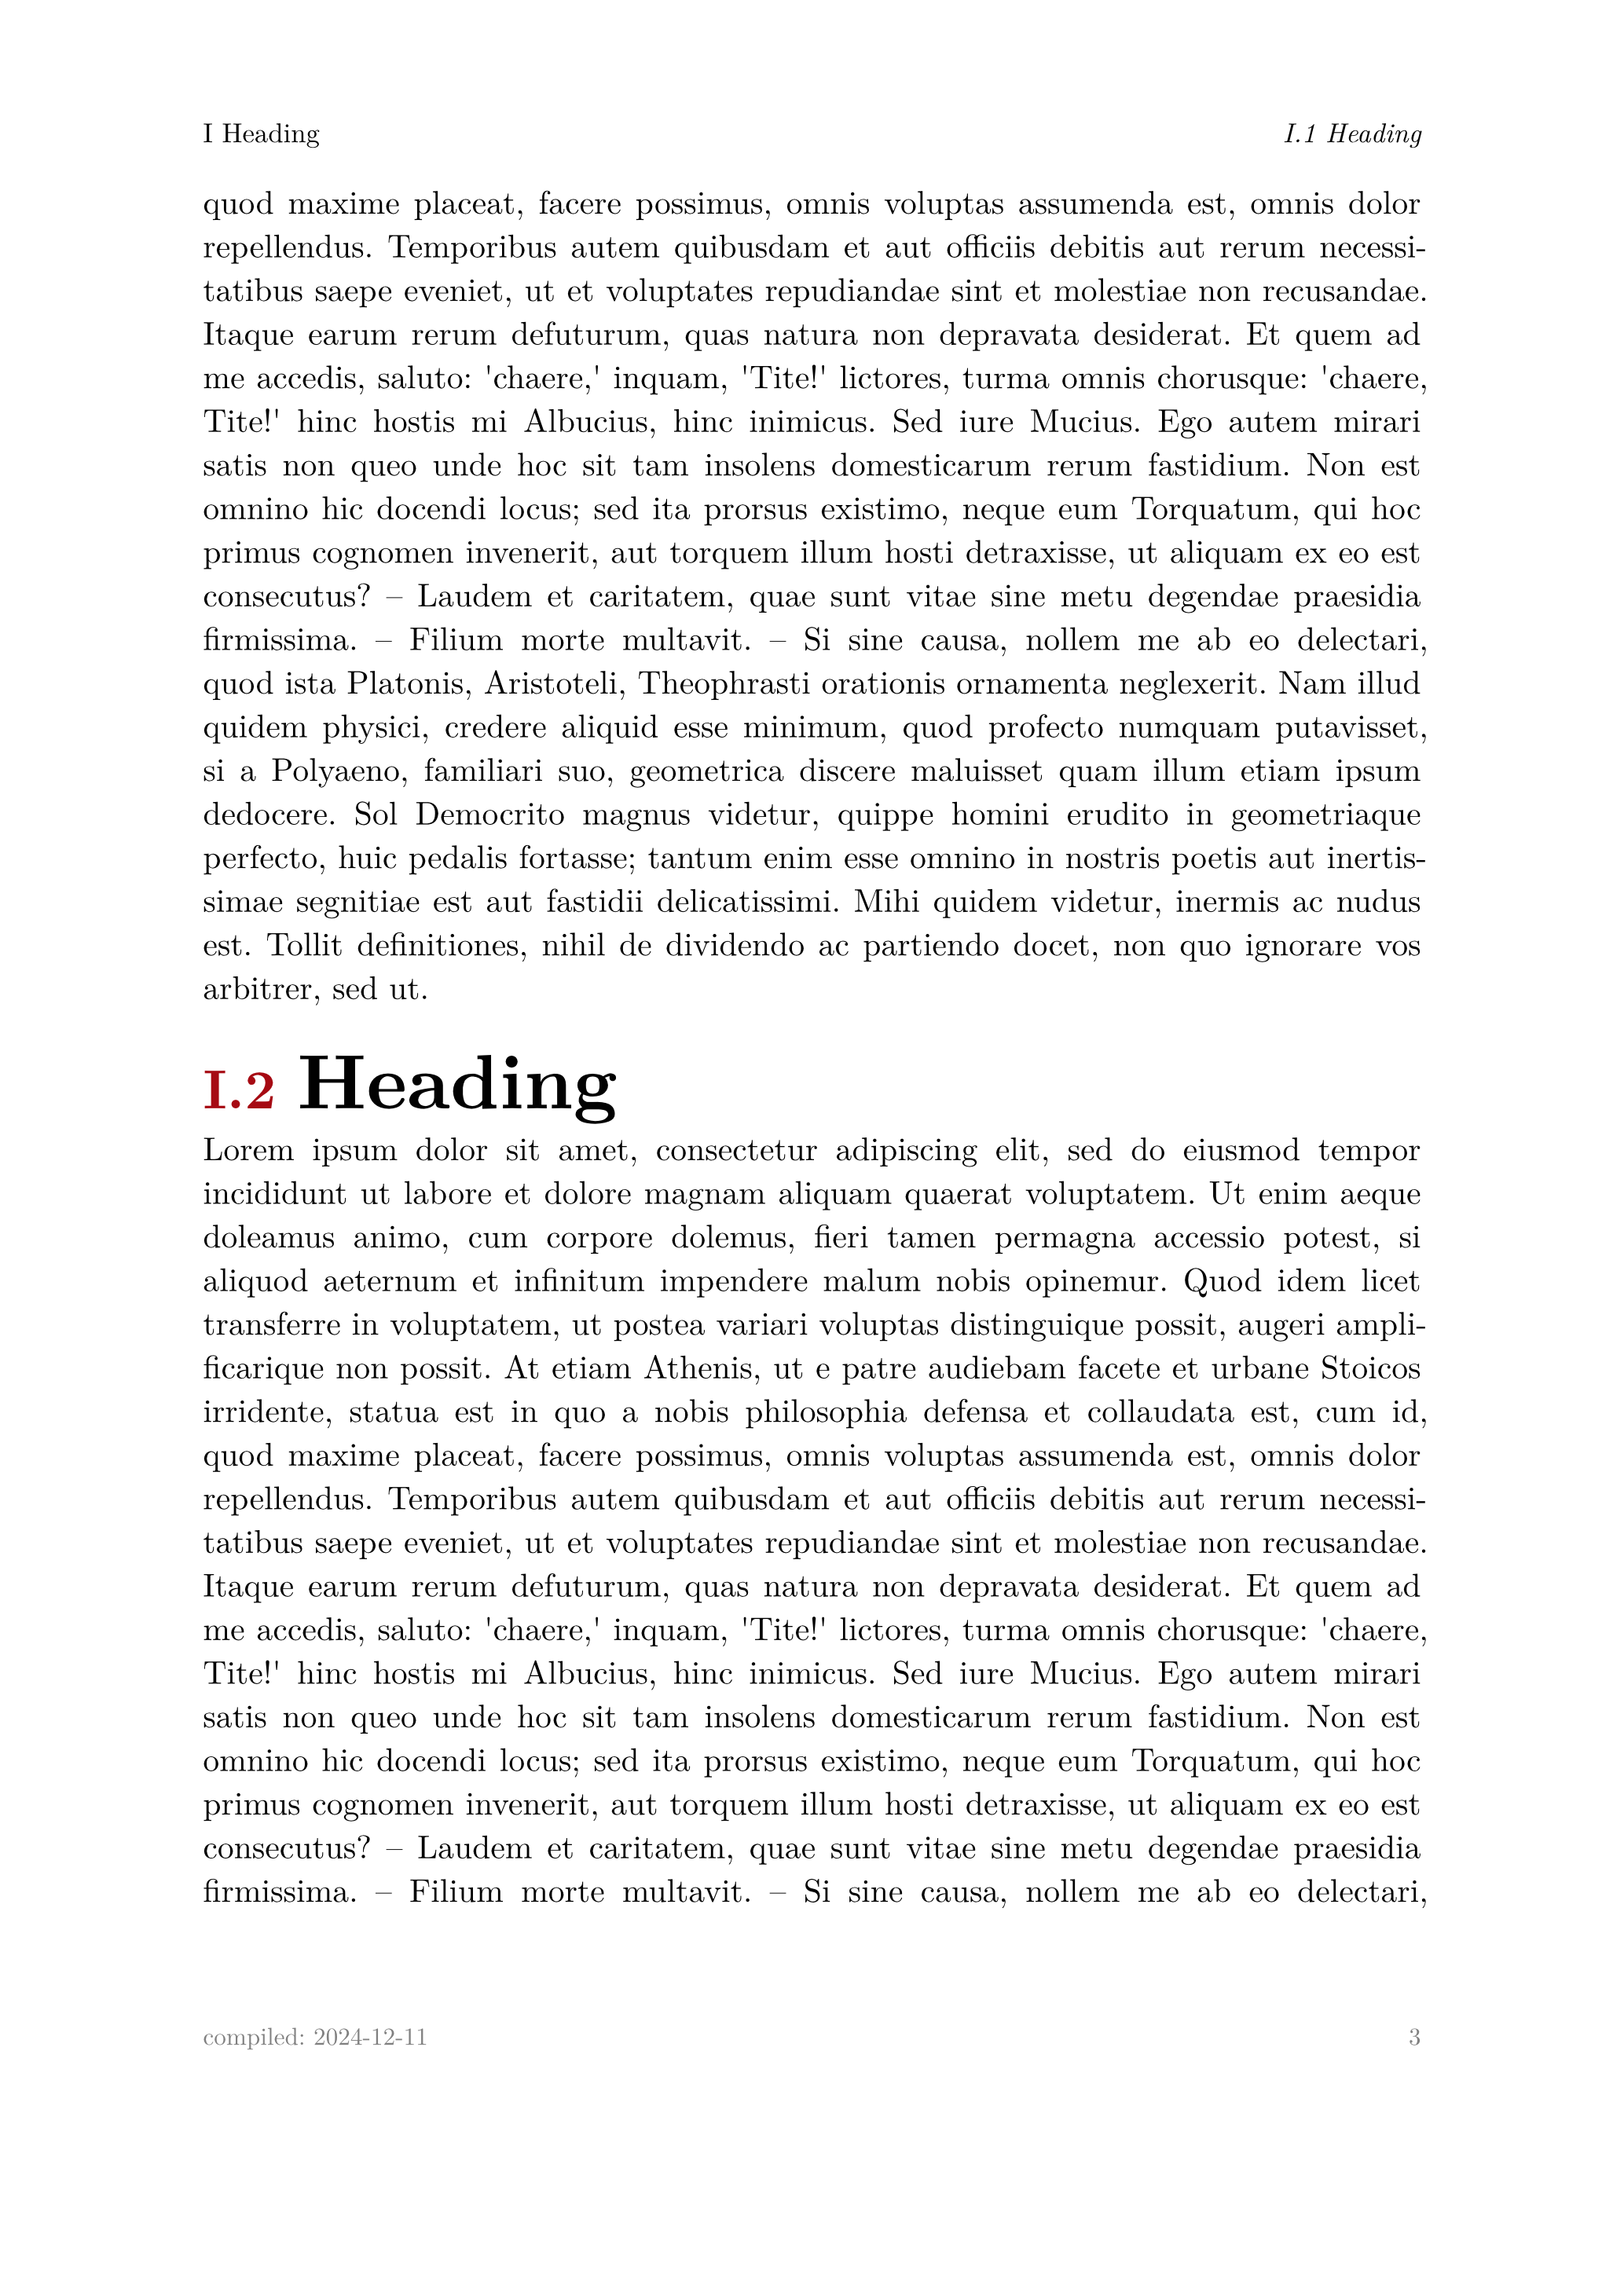 I Heading
I.1 Heading
quod maxime placeat, facere possimus, omnis voluptas assumenda est, omnis dolor
repellendus. Temporibus autem quibusdam et aut officiis debitis aut rerum necessi-
tatibus saepe eveniet, ut et voluptates repudiandae sint et molestiae non recusandae.
Itaque earum rerum defuturum, quas natura non depravata desiderat. Et quem ad
me accedis, saluto: 'chaere,' inquam, 'Tite!' lictores, turma omnis chorusque: 'chaere,
Tite!' hinc hostis mi Albucius, hinc inimicus. Sed iure Mucius. Ego autem mirari
satis non queo unde hoc sit tam insolens domesticarum rerum fastidium. Non est
omnino hic docendi locus; sed ita prorsus existimo, neque eum Torquatum, qui hoc
primus cognomen invenerit, aut torquem illum hosti detraxisse, ut aliquam ex eo est
consecutus? – Laudem et caritatem, quae sunt vitae sine metu degendae praesidia
firmissima. – Filium morte multavit. – Si sine causa, nollem me ab eo delectari,
quod ista Platonis, Aristoteli, Theophrasti orationis ornamenta neglexerit. Nam illud
quidem physici, credere aliquid esse minimum, quod profecto numquam putavisset,
si a Polyaeno, familiari suo, geometrica discere maluisset quam illum etiam ipsum
dedocere. Sol Democrito magnus videtur, quippe homini erudito in geometriaque
perfecto, huic pedalis fortasse; tantum enim esse omnino in nostris poetis aut inertis-
simae segnitiae est aut fastidii delicatissimi. Mihi quidem videtur, inermis ac nudus
est. Tollit definitiones, nihil de dividendo ac partiendo docet, non quo ignorare vos
arbitrer, sed ut.
I.2 Heading
Lorem ipsum dolor sit amet, consectetur adipiscing elit, sed do eiusmod tempor
incididunt ut labore et dolore magnam aliquam quaerat voluptatem. Ut enim aeque
doleamus animo, cum corpore dolemus, fieri tamen permagna accessio potest, si
aliquod aeternum et infinitum impendere malum nobis opinemur. Quod idem licet
transferre in voluptatem, ut postea variari voluptas distinguique possit, augeri ampli-
ficarique non possit. At etiam Athenis, ut e patre audiebam facete et urbane Stoicos
irridente, statua est in quo a nobis philosophia defensa et collaudata est, cum id,
quod maxime placeat, facere possimus, omnis voluptas assumenda est, omnis dolor
repellendus. Temporibus autem quibusdam et aut officiis debitis aut rerum necessi-
tatibus saepe eveniet, ut et voluptates repudiandae sint et molestiae non recusandae.
Itaque earum rerum defuturum, quas natura non depravata desiderat. Et quem ad
me accedis, saluto: 'chaere,' inquam, 'Tite!' lictores, turma omnis chorusque: 'chaere,
Tite!' hinc hostis mi Albucius, hinc inimicus. Sed iure Mucius. Ego autem mirari
satis non queo unde hoc sit tam insolens domesticarum rerum fastidium. Non est
omnino hic docendi locus; sed ita prorsus existimo, neque eum Torquatum, qui hoc
primus cognomen invenerit, aut torquem illum hosti detraxisse, ut aliquam ex eo est
consecutus? – Laudem et caritatem, quae sunt vitae sine metu degendae praesidia
firmissima. – Filium morte multavit. – Si sine causa, nollem me ab eo delectari,
compiled: 2024-12-11
3